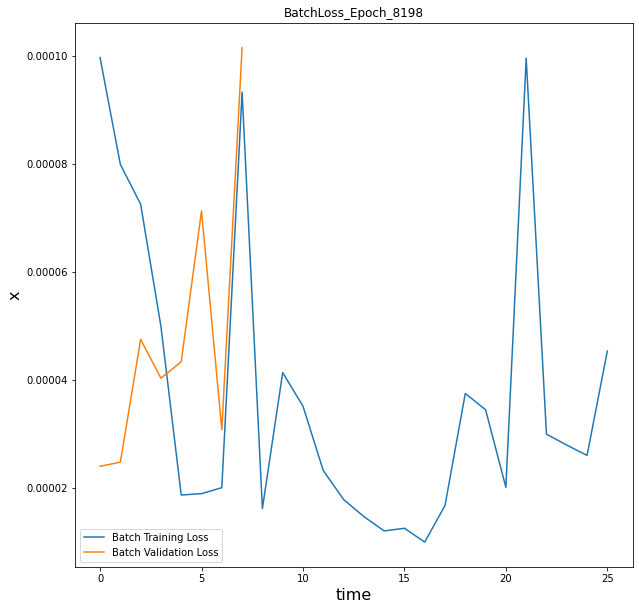 BatchLoss_Epoch_8198
0.00010
0.00008
0.00006
x
0.00004
0.00002
Batch Training Loss
Batch Validation Loss
0 5 10 15 20 25
time